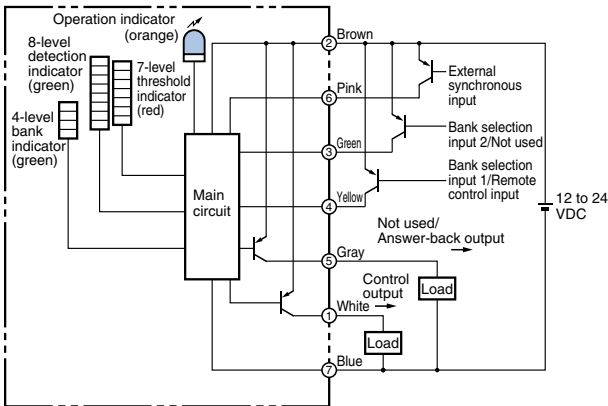 Operation indicator
(orange)
8-level
detection
indicator
(green)
7-level
threshold
indicator
(red)
4-level
bank
indicator
(green)
Main
circuit
2 Brown
6 Pink
3 Green
4 Yellow
5 Gray
1 White
7 Blue
External
synchronous
input
Bank selection
input 2/Not used
Bank selection
input 1/Remote
control input
12 to 24
VDC
Not used/
Answer-back output
Control
output
Load
Load